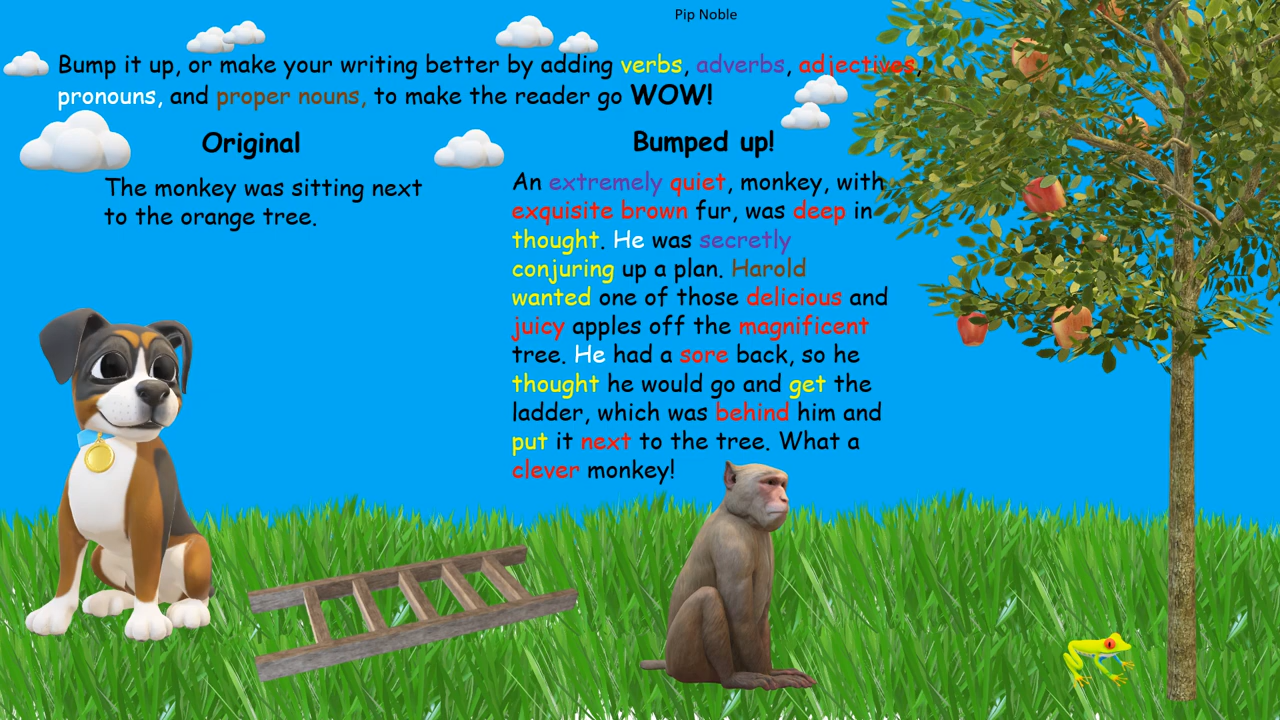 Pip Noble
Bump it up, or make your writing better by adding verbs, adverbs, adjectives,
pronouns, and proper nouns, to make the reader go WOW!
Original
The monkey was sitting next
to the orange tree.
Bumped up!
An extremely quiet, monkey, with
exquisite brown fur, was deep in
thought. He was secretly
conjuring up a plan. Harold
wanted one of those delicious and
juicy apples off the magnificent
tree. He had a sore back, so he
thought he would go and get the
ladder, which was behind him and
put it next to the tree. What a
clever monkey!